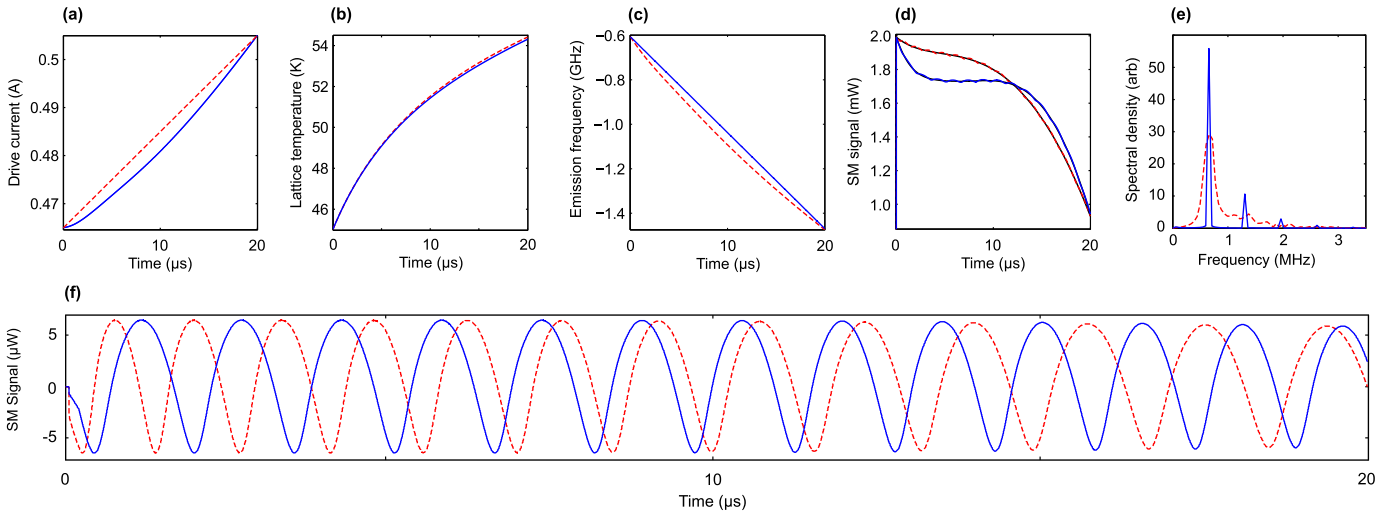 (a)
(b)
(c)
(d)
(e)
Drive current (A)
0.5
0.49
0.48
0.47
0
10
20
Time (µs)
Lattice temperature (K)
54
52
50
48
46
0
10
20
Time (µs)
Emission frequency (GHz)
−0.6
−0.8
−1.0
−1.2
−1.4
0
10
20
Time (µs)
SM signal (mW)
2.0
1.8
1.6
1.4
1.2
1.0
0
10
20
Time (µs)
Spectral density (arb)
50
40
30
20
10
0
0
1
2
3
Frequency (MHz)
(f)
SM Signal (µW)
5
0
-5
0
10
20
Time (µs)